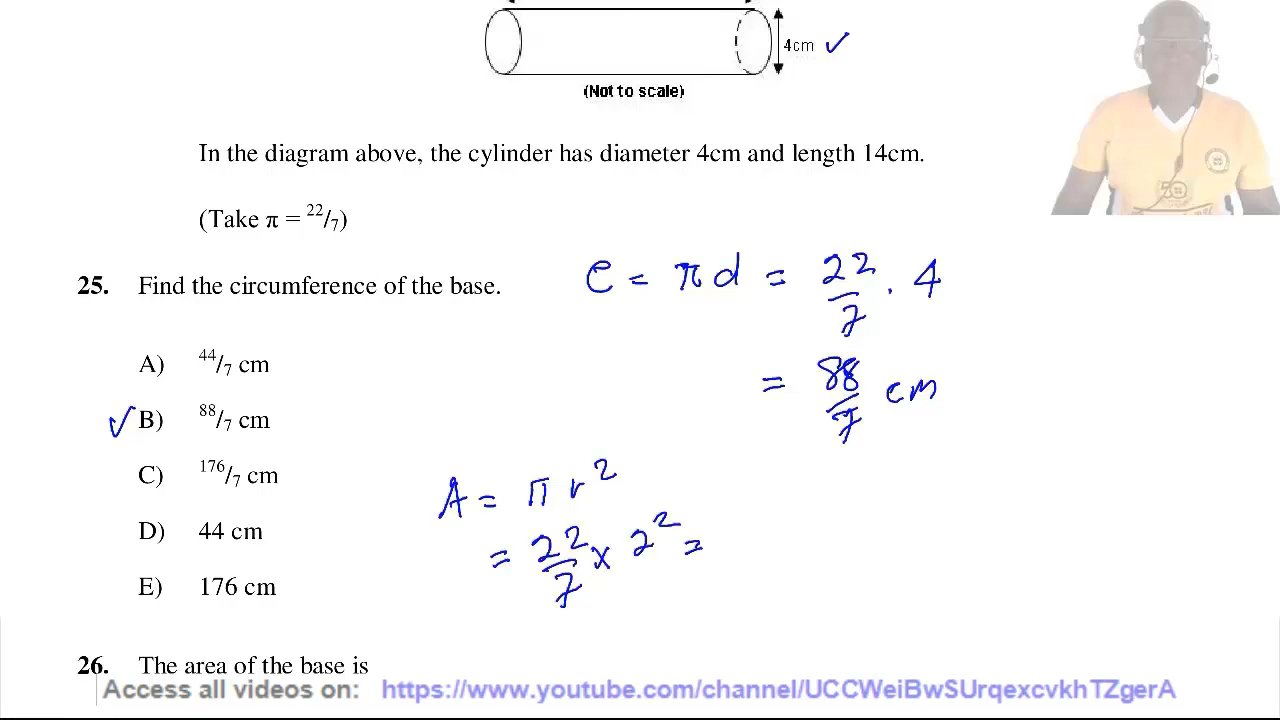 4cm ✓
(Not to scale)
In the diagram above, the cylinder has diameter 4cm and length 14cm.
(Take π = ²²/₇)
25. Find the circumference of the base.
C = πd = 22/7 . 4
= 88/7 cm
A) ⁴⁴/₇ cm
✓ B) ⁸⁸/₇ cm
C) ¹⁷⁶/₇ cm
D) 44 cm
E) 176 cm
A = πr²
= 22/7 × 2² =
26. The area of the base is
Access all videos on: https://www.youtube.com/channel/UCCWeiBwSUrqexcvkhTZgerA